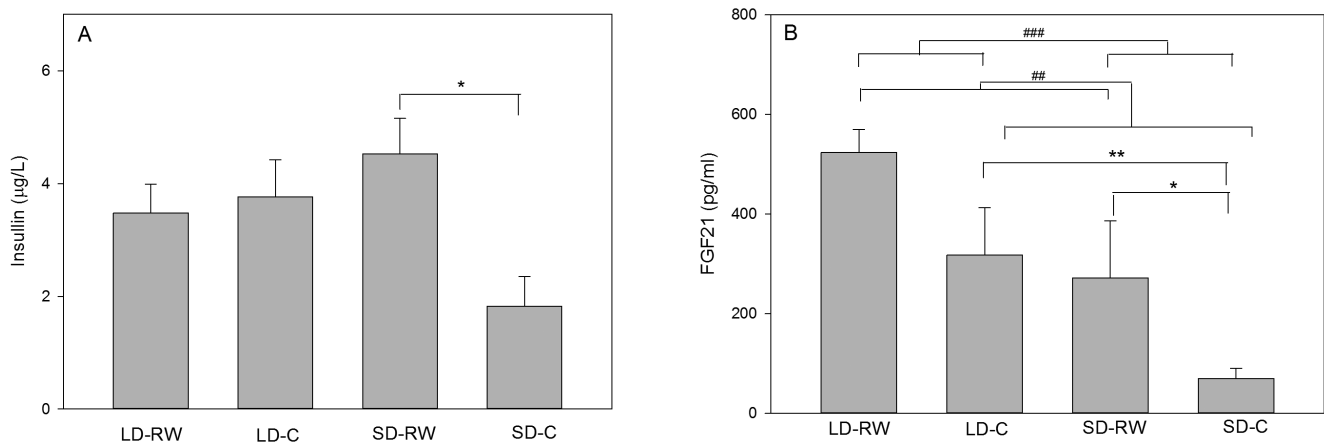 A
Insullin (µg/L)
6
4
2
0
*
LD-RW LD-C SD-RW SD-C
B
FGF21 (pg/ml)
800
600
400
200
0
###
##
**
*
LD-RW LD-C SD-RW SD-C